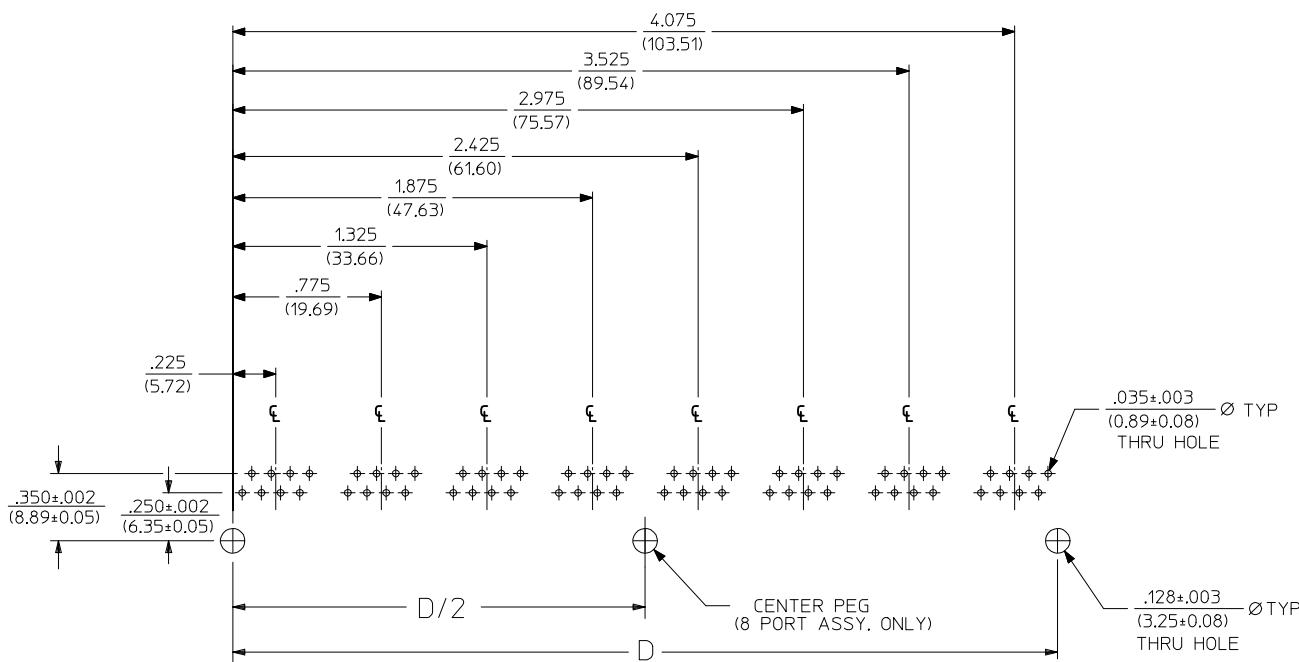 4.075
(103.51)
3.525
(89.54)
2.975
(75.57)
2.425
(61.60)
1.875
(47.63)
1.325
(33.66)
.775
(19.69)
.225
(5.72)
℄ ℄ ℄ ℄ ℄ ℄ ℄ ℄
.035±.003
(0.89±0.08)
Ø TYP
THRU HOLE
.350±.002
(8.89±0.05)
.250±.002
(6.35±0.05)
D/2
CENTER PEG
(8 PORT ASSY. ONLY)
D
.128±.003
(3.25±0.08)
Ø TYP
THRU HOLE